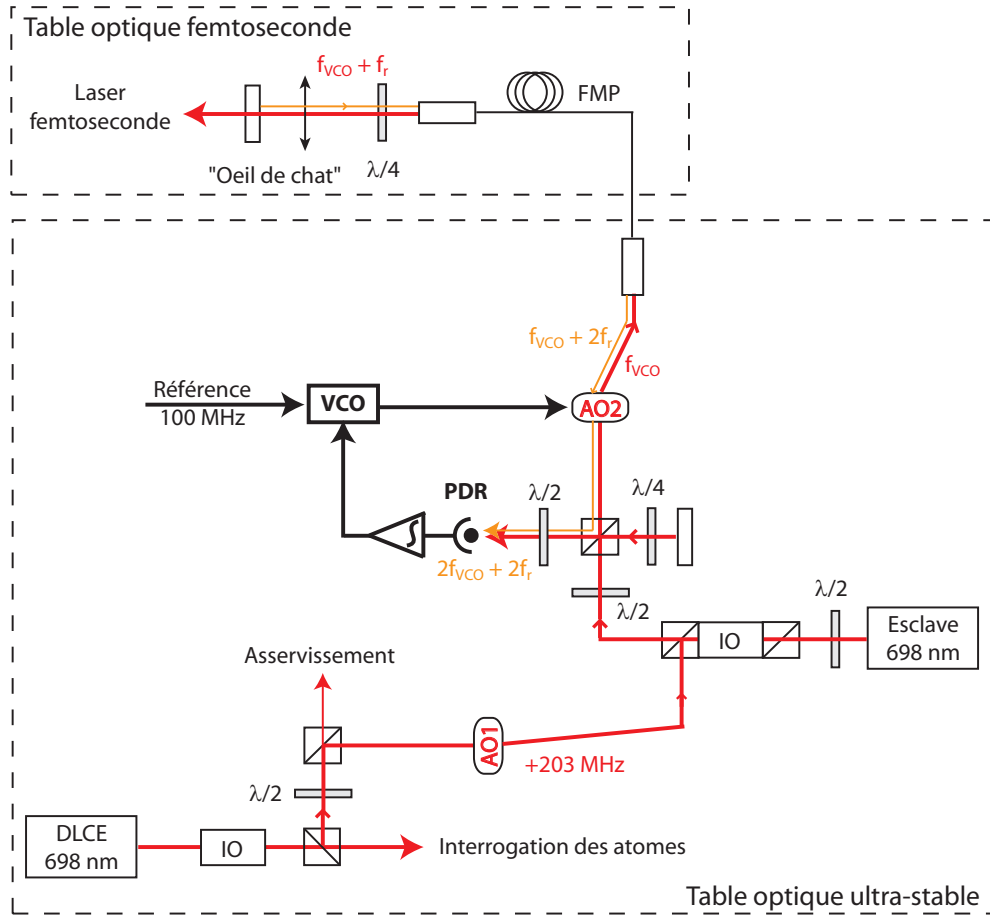 Table optique femtoseconde
f_VCO + f_r
Laser
femtoseconde
FMP
"Oeil de chat"
λ/4
f_VCO + 2f_r
f_VCO
Référence
100 MHz
VCO
AO2
PDR
λ/2
λ/4
2f_VCO + 2f_r
λ/2
λ/2
Esclave
698 nm
IO
Asservissement
AO1
+203 MHz
λ/2
DLCE
698 nm
IO
Interrogation des atomes
Table optique ultra-stable